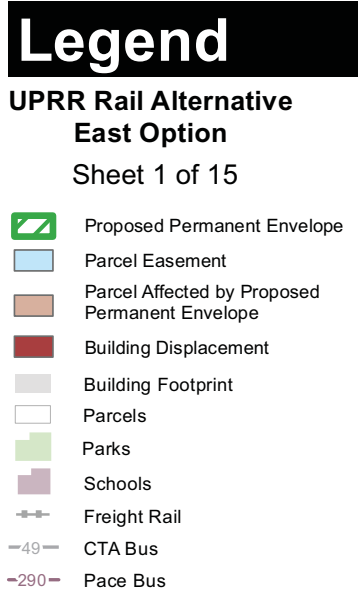 Legend
UPRR Rail Alternative
East Option
Sheet 1 of 15
Proposed Permanent Envelope
Parcel Easement
Parcel Affected by Proposed
Permanent Envelope
Building Displacement
Building Footprint
Parcels
Parks
Schools
Freight Rail
49 CTA Bus
290 Pace Bus